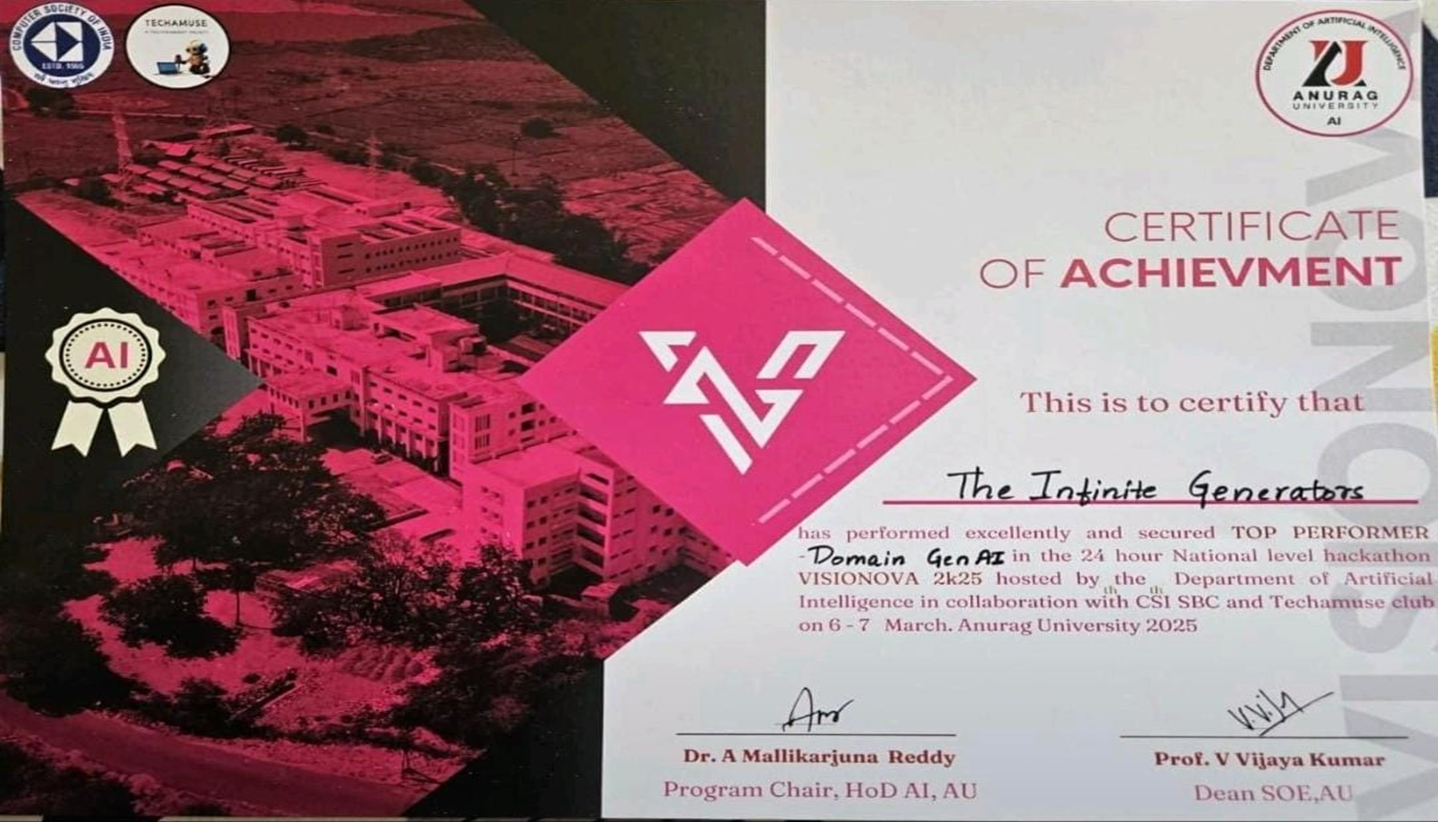 COMPUTER SOCIETY OF INDIA
ESTD. 1965
TECHAMUSE
DEPARTMENT OF ARTIFICIAL INTELLIGENCE
ANURAG
UNIVERSITY
AI
CERTIFICATE
OF ACHIEVMENT
AI
This is to certify that
The Infinite Generators
has performed excellently and secured TOP PERFORMER
-Domain Gen AI in the 24 hour National level hackathon
VISIONOVA 2k25 hosted by the Department of Artificial
th th
Intelligence in collaboration with CSI SBC and Techamuse club
on 6 - 7 March. Anurag University 2025
Dr. A Mallikarjuna Reddy
Program Chair, HoD AI, AU
V.Vijay
Prof. V Vijaya Kumar
Dean SOE,AU
VISIONOVA